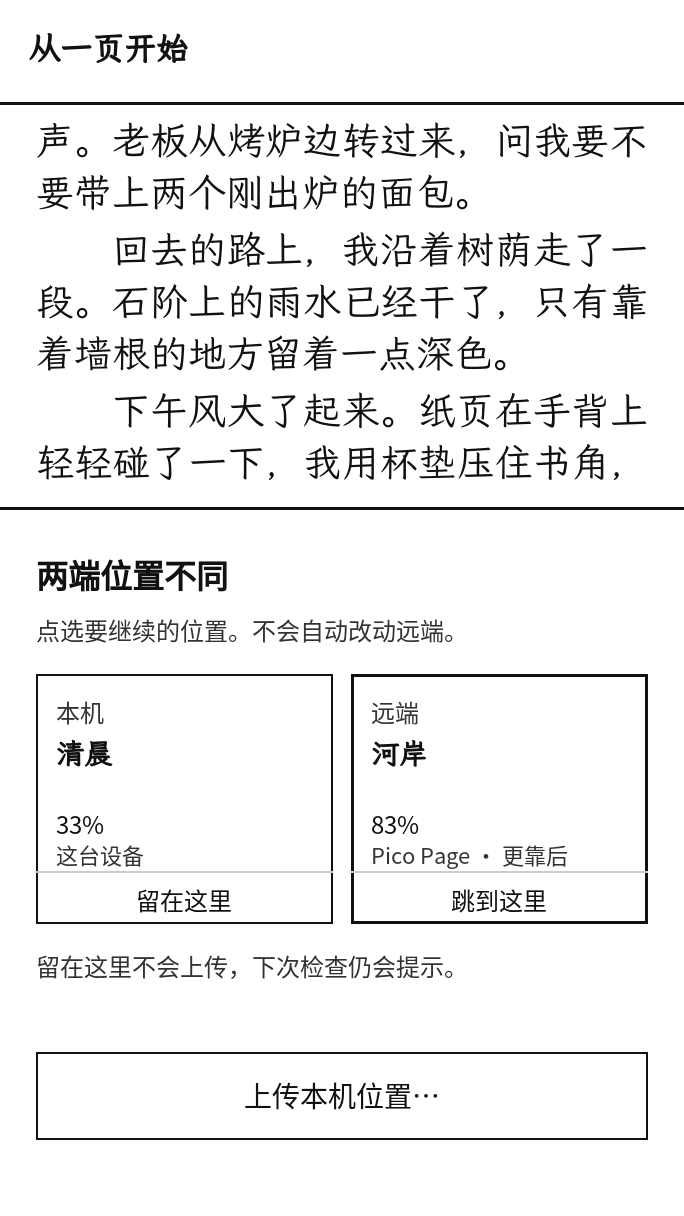 从一页开始
声。老板从烤炉边转过来，问我要不
要带上两个刚出炉的面包。
回去的路上，我沿着树荫走了一
段。石阶上的雨水已经干了，只有靠
着墙根的地方留着一点深色。
下午风大了起来。纸页在手背上
轻轻碰了一下，我用杯垫压住书角，
两端位置不同
点选要继续的位置。不会自动改动远端。
本机
清晨
33%
这台设备
留在这里
远端
河岸
83%
Pico Page · 更靠后
跳到这里
留在这里不会上传，下次检查仍会提示。
上传本机位置…